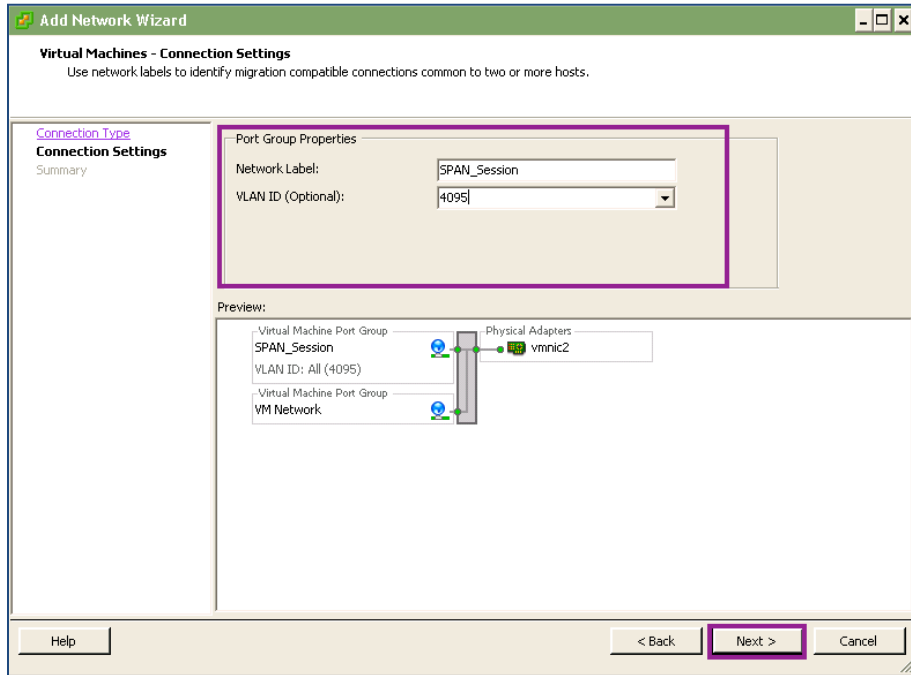 Add Network Wizard
Virtual Machines - Connection Settings
Use network labels to identify migration compatible connections common to two or more hosts.
Connection Type
Connection Settings
Summary
Port Group Properties
Network Label:
SPAN_Session
VLAN ID (Optional):
4095
Preview:
Virtual Machine Port Group
SPAN_Session
VLAN ID: All (4095)
Virtual Machine Port Group
VM Network
Physical Adapters
vmnic2
Help
< Back
Next >
Cancel